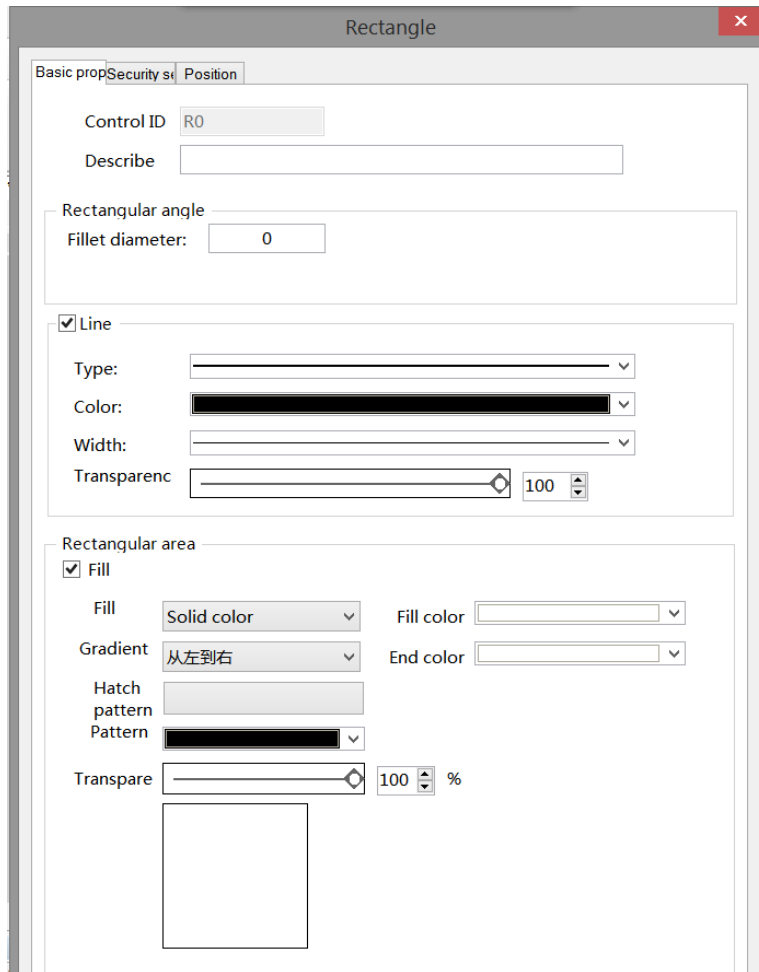 Rectangle
Basic prop Security se Position
Control ID R0
Describe
Rectangular angle
Fillet diameter: 0
Line
Type:
Color:
Width:
Transparenc 100
Rectangular area
Fill
Fill Solid color Fill color
Gradient 从左到右 End color
Hatch
pattern
Pattern
Transpare 100 %